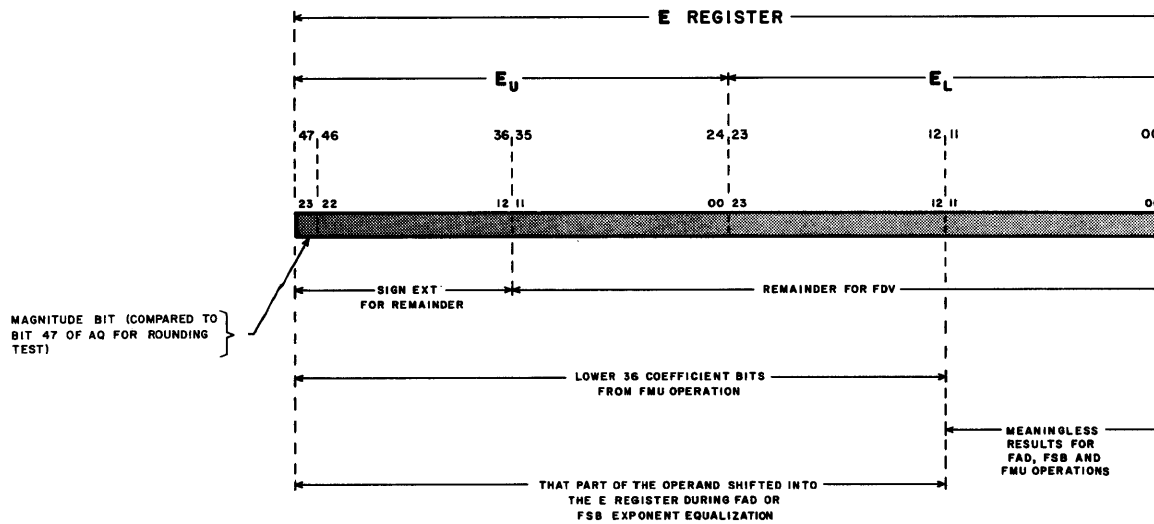 E REGISTER
E_U
E_L
47 46
36 35
24 23
12 11
00
23 22
12 11
00 23
12 11
00
SIGN EXT
FOR REMAINDER
REMAINDER FOR FDV
MAGNITUDE BIT (COMPARED TO
BIT 47 OF AQ FOR ROUNDING
TEST)
LOWER 36 COEFFICIENT BITS
FROM FMU OPERATION
MEANINGLESS
RESULTS FOR
FAD, FSB AND
FMU OPERATIONS
THAT PART OF THE OPERAND SHIFTED INTO
THE E REGISTER DURING FAD OR
FSB EXPONENT EQUALIZATION